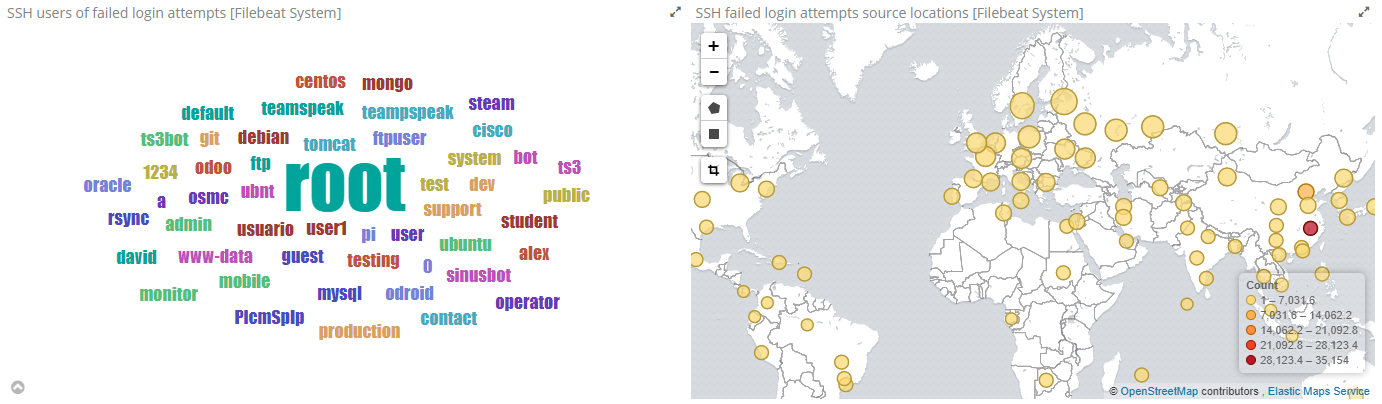 SSH users of failed login attempts [Filebeat System]
centos mongo
default teamspeak teampspeak steam
ts3bot git debian tomcat ftpuser cisco
1234 odoo ftp root system bot ts3
oracle a osmc ubnt test dev public
rsync admin usuario user1 pi user support student
david www-data guest testing 0 ubuntu alex
monitor mobile mysql odroid sinusbot operator
PlcmSpIp production contact
SSH failed login attempts source locations [Filebeat System]
+
−
Count
1 – 7,031.6
7,031.6 – 14,062.2
14,062.2 – 21,092.8
21,092.8 – 28,123.4
28,123.4 – 35,154
© OpenStreetMap contributors , Elastic Maps Service